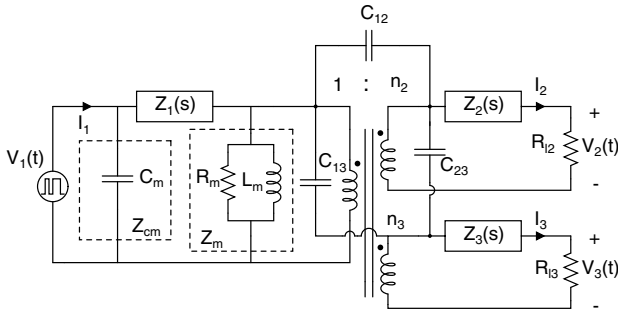 C12
1 : n2
I1
Z1(s)
Z2(s)
I2
+
V1(t)
Cm
Zcm
Rm
Lm
Zm
C13
C23
Rl2
V2(t)
-
n3
Z3(s)
I3
+
Rl3
V3(t)
-